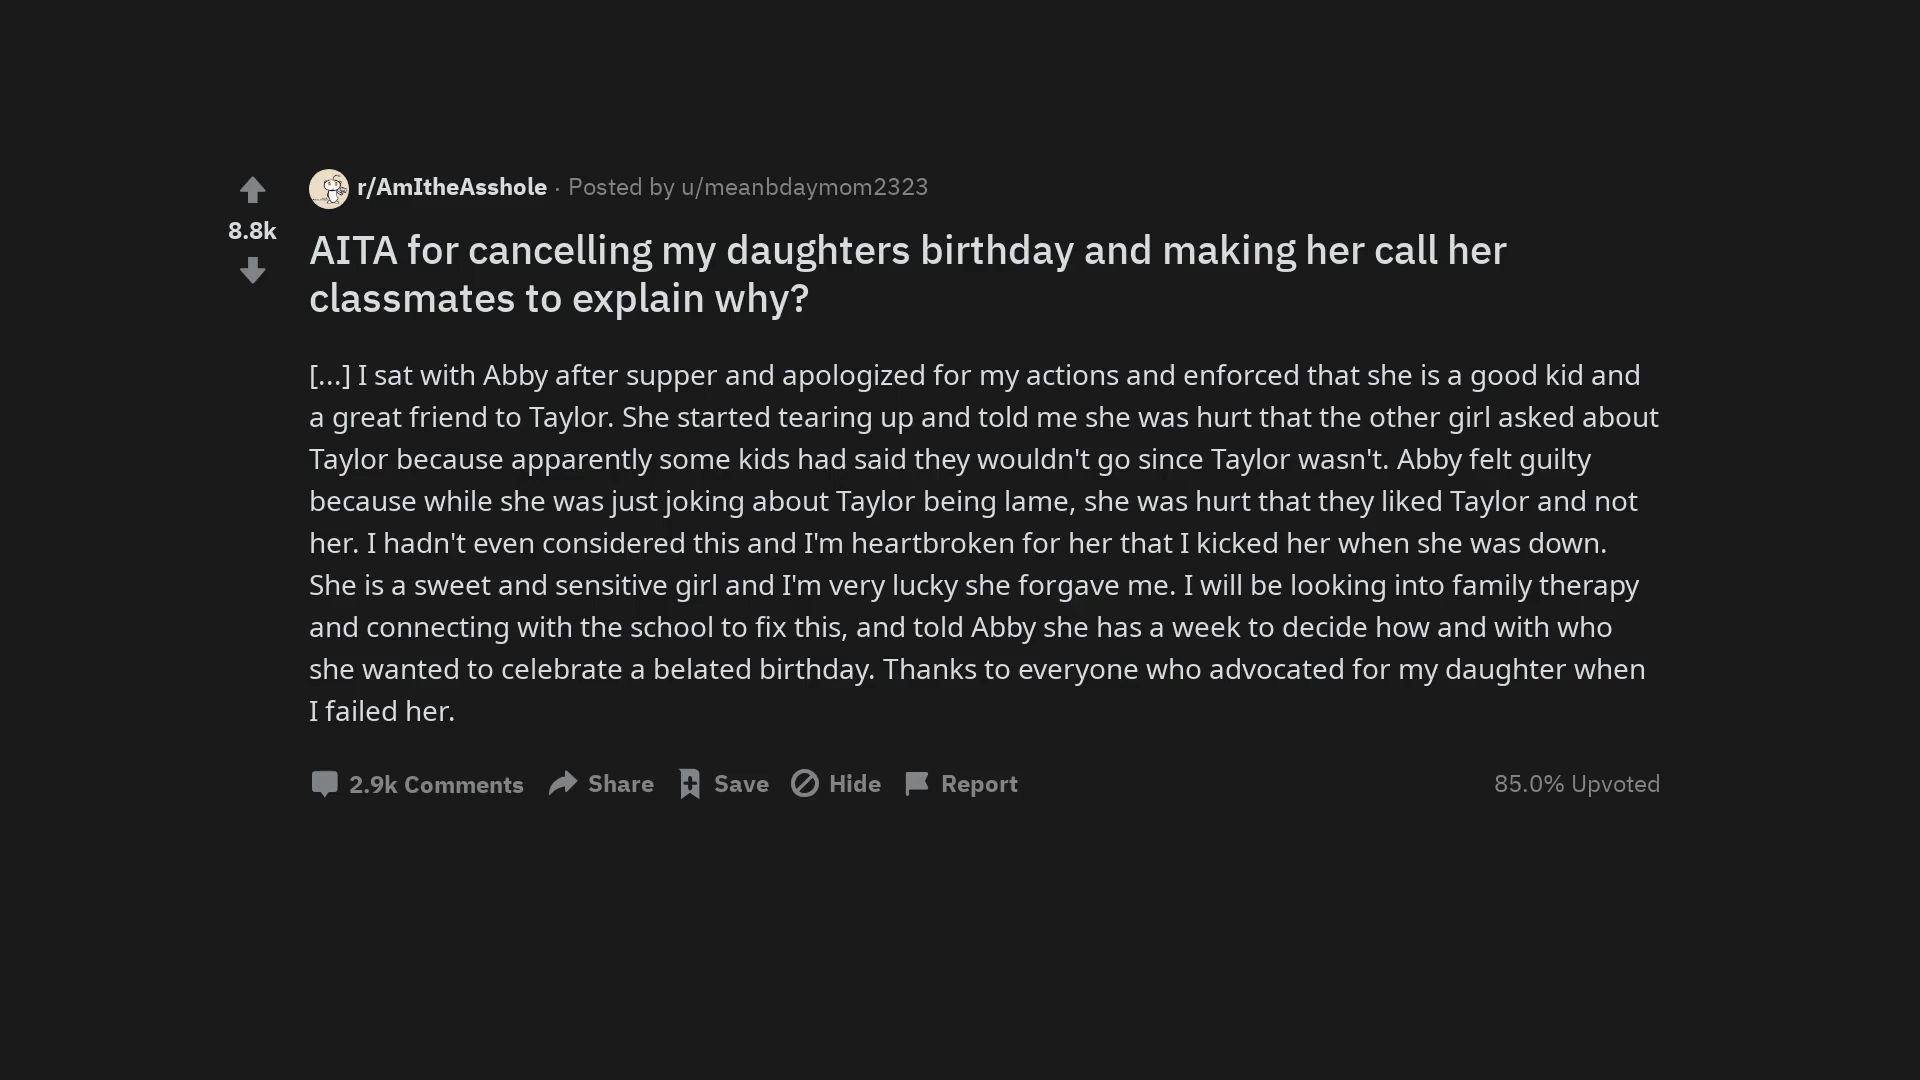 r/AmItheAsshole · Posted by u/meanbdaymom2323
8.8k
AITA for cancelling my daughters birthday and making her call her
classmates to explain why?
[...] I sat with Abby after supper and apologized for my actions and enforced that she is a good kid and
a great friend to Taylor. She started tearing up and told me she was hurt that the other girl asked about
Taylor because apparently some kids had said they wouldn't go since Taylor wasn't. Abby felt guilty
because while she was just joking about Taylor being lame, she was hurt that they liked Taylor and not
her. I hadn't even considered this and I'm heartbroken for her that I kicked her when she was down.
She is a sweet and sensitive girl and I'm very lucky she forgave me. I will be looking into family therapy
and connecting with the school to fix this, and told Abby she has a week to decide how and with who
she wanted to celebrate a belated birthday. Thanks to everyone who advocated for my daughter when
I failed her.
2.9k Comments Share Save Hide Report 85.0% Upvoted